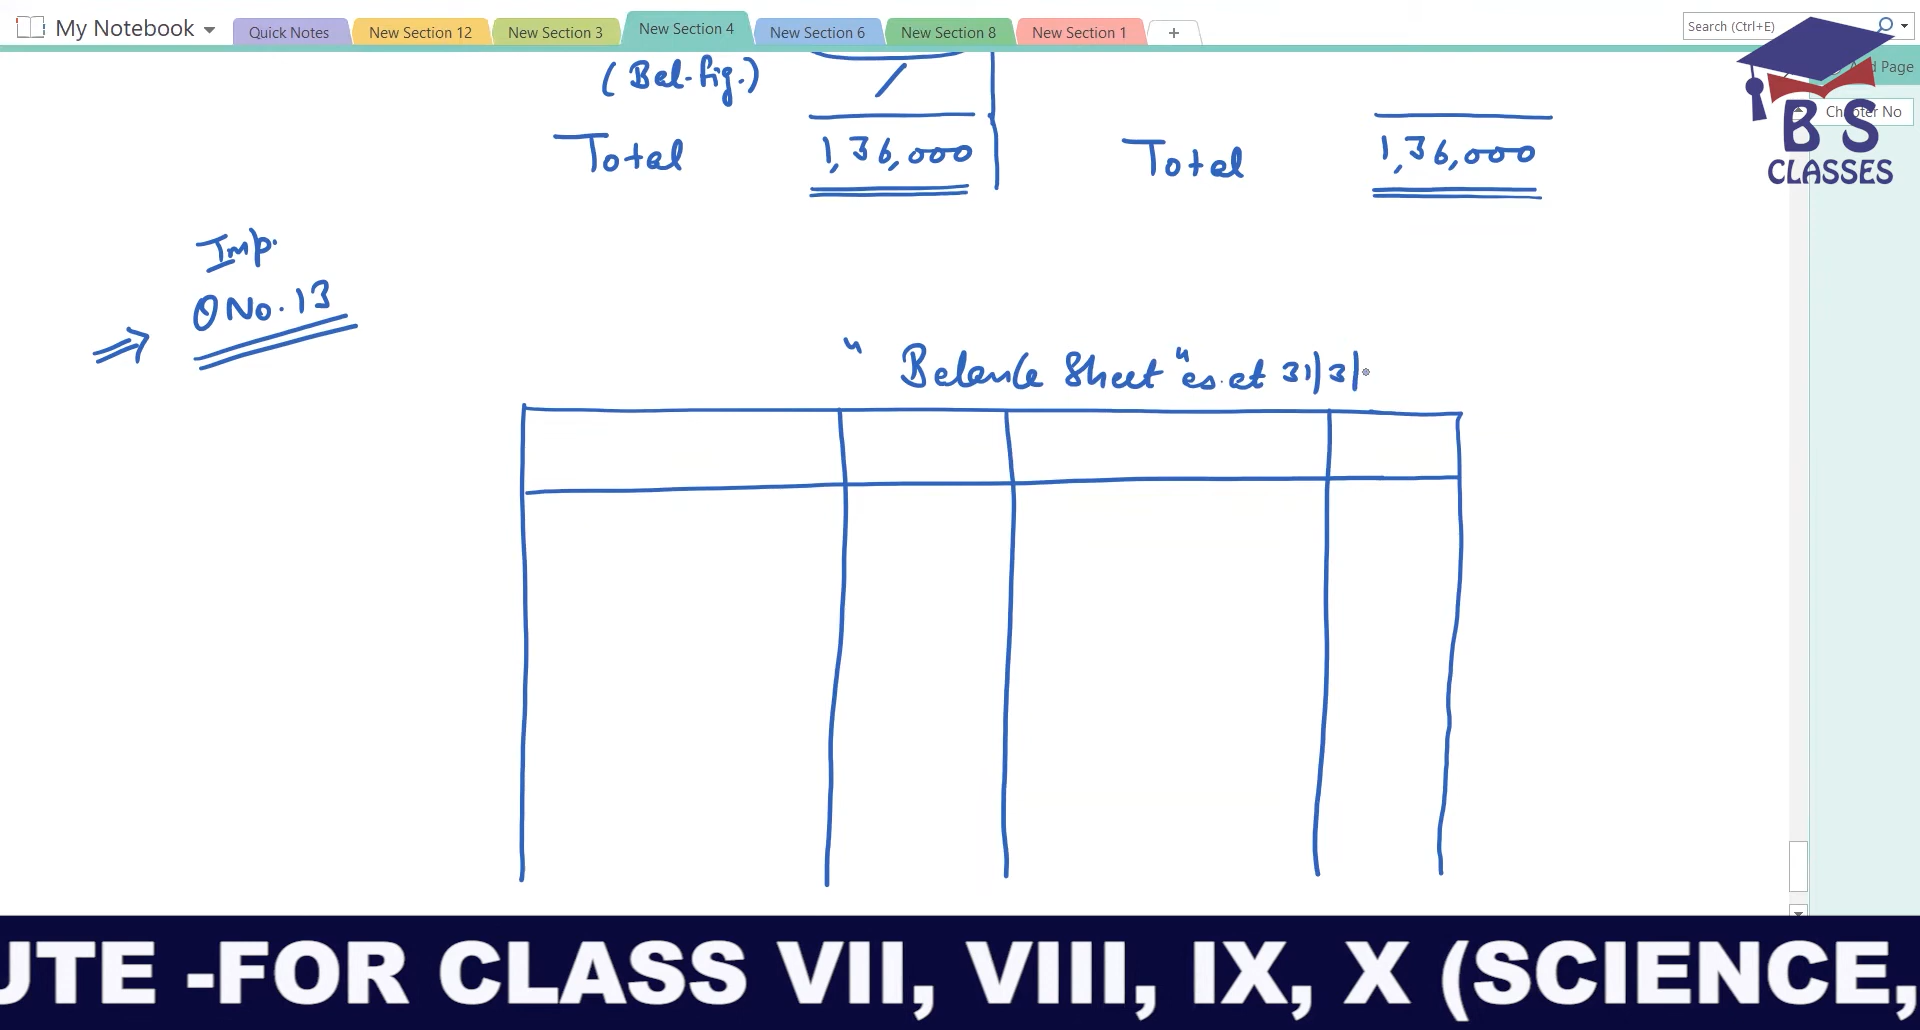 My Notebook
Quick Notes
New Section 12
New Section 3
New Section 4
New Section 6
New Section 8
New Section 1
+
Search (Ctrl+E)
d Page
Chapter No
B S
CLASSES
(Bal-fig.)
Total 1,36,000 Total 1,36,000
Imp.
Q No. 13
" Balance Sheet " as at 31/3/
UTE -FOR CLASS VII, VIII, IX, X (SCIENCE,